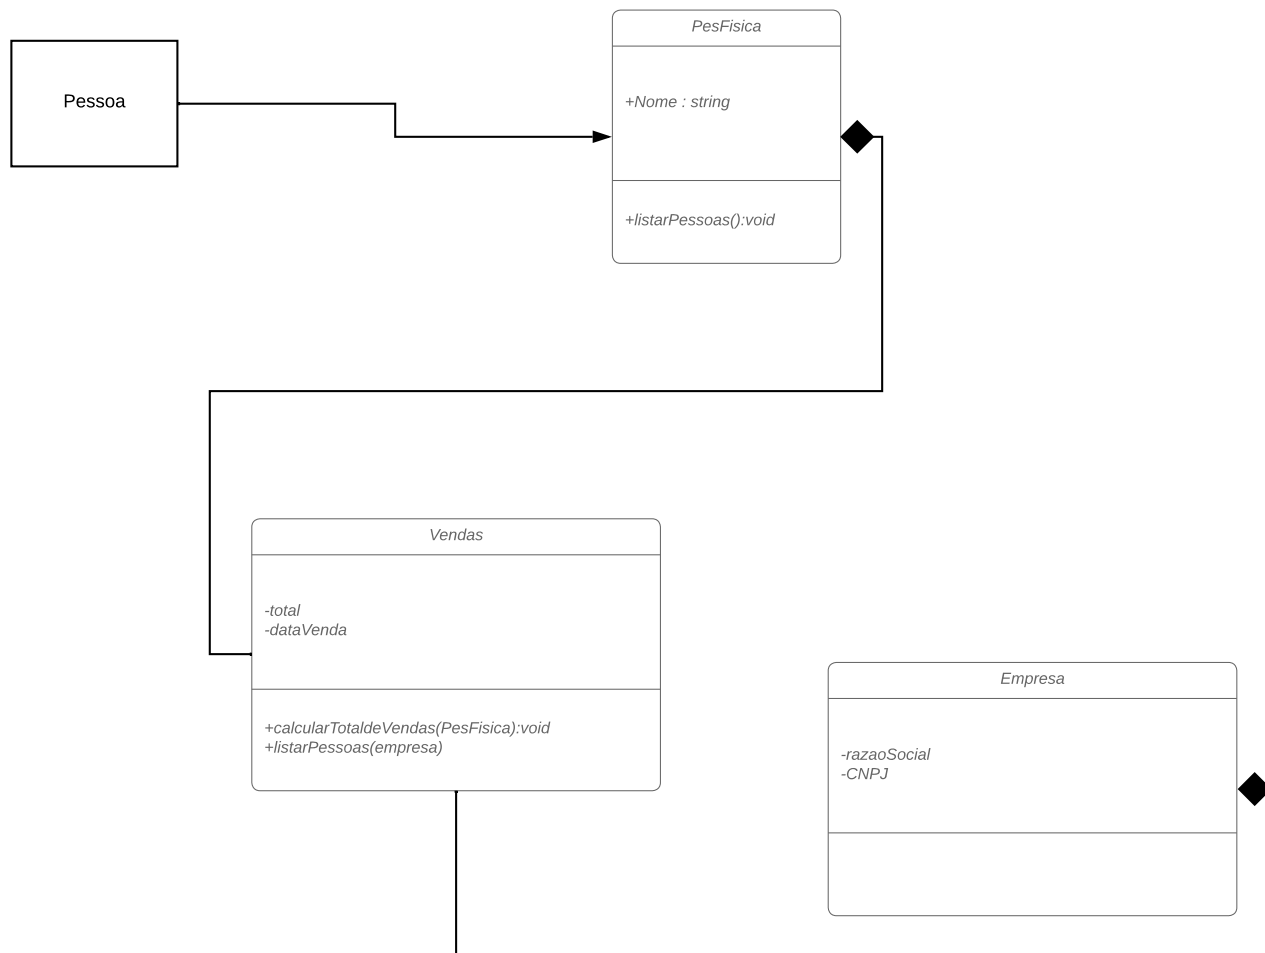 Pessoa
PesFisica
+Nome : string
+listarPessoas():void
Vendas
-total
-dataVenda
+calcularTotaldeVendas(PesFisica):void
+listarPessoas(empresa)
Empresa
-razaoSocial
-CNPJ